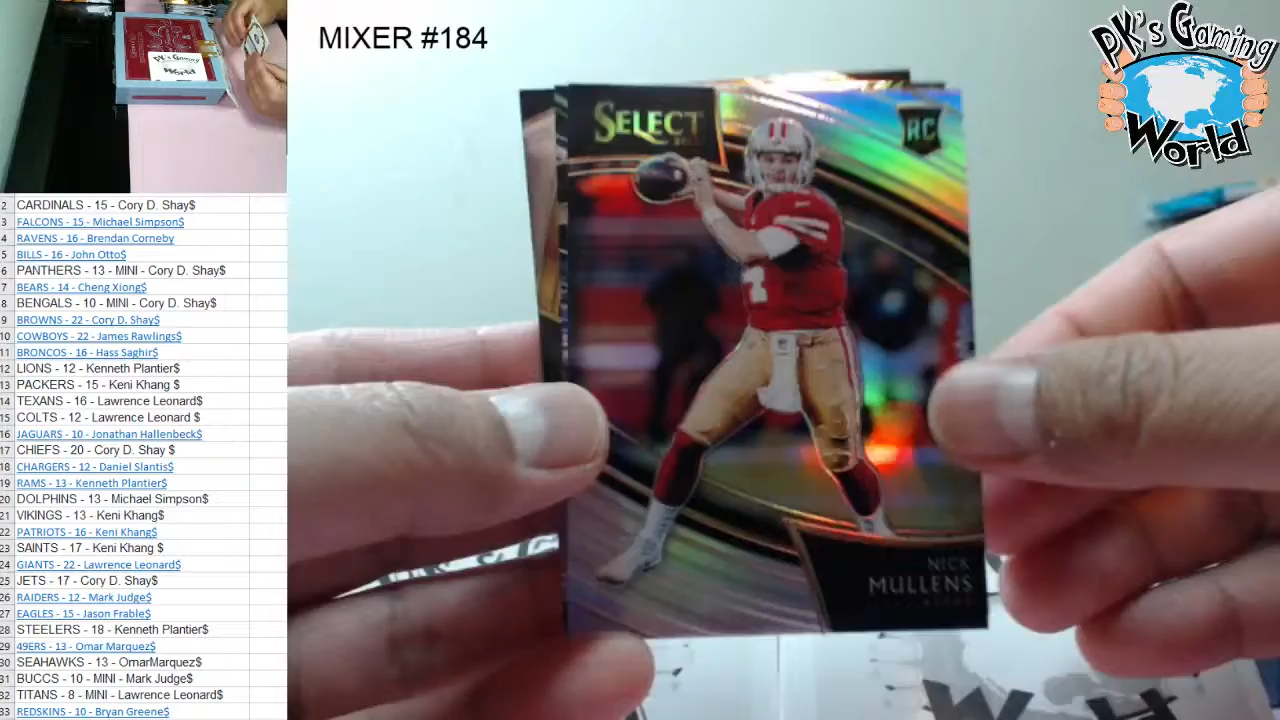 MIXER #184
PK's Gaming
World
PK's Gaming
World
SELECT
RC
4
NICK
MULLENS
2 CARDINALS - 15 - Cory D. Shay$
3 FALCONS - 15 - Michael Simpson$
4 RAVENS - 16 - Brendan Corneby
5 BILLS - 16 - John Otto$
6 PANTHERS - 13 - MINI - Cory D. Shay$
7 BEARS - 14 - Cheng Xiong$
8 BENGALS - 10 - MINI - Cory D. Shay$
9 BROWNS - 22 - Cory D. Shay$
10 COWBOYS - 22 - James Rawlings$
11 BRONCOS - 16 - Hass Saghir$
12 LIONS - 12 - Kenneth Plantier$
13 PACKERS - 15 - Keni Khang $
14 TEXANS - 16 - Lawrence Leonard$
15 COLTS - 12 - Lawrence Leonard $
16 JAGUARS - 10 - Jonathan Hallenbeck$
17 CHIEFS - 20 - Cory D. Shay $
18 CHARGERS - 12 - Daniel Slantis$
19 RAMS - 13 - Kenneth Plantier$
20 DOLPHINS - 13 - Michael Simpson$
21 VIKINGS - 13 - Keni Khang$
22 PATRIOTS - 16 - Keni Khang$
23 SAINTS - 17 - Keni Khang $
24 GIANTS - 22 - Lawrence Leonard$
25 JETS - 17 - Cory D. Shay$
26 RAIDERS - 12 - Mark Judge$
27 EAGLES - 15 - Jason Frable$
28 STEELERS - 18 - Kenneth Plantier$
29 49ERS - 13 - Omar Marquez$
30 SEAHAWKS - 13 - OmarMarquez$
31 BUCCS - 10 - MINI - Mark Judge$
32 TITANS - 8 - MINI - Lawrence Leonard$
33 REDSKINS - 10 - Bryan Greene$